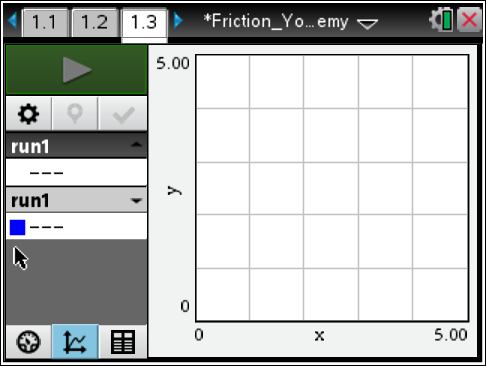 1.1 1.2 1.3 *Friction_Yo…emy
run1
---
run1
---
5.00
y
0
0 x 5.00